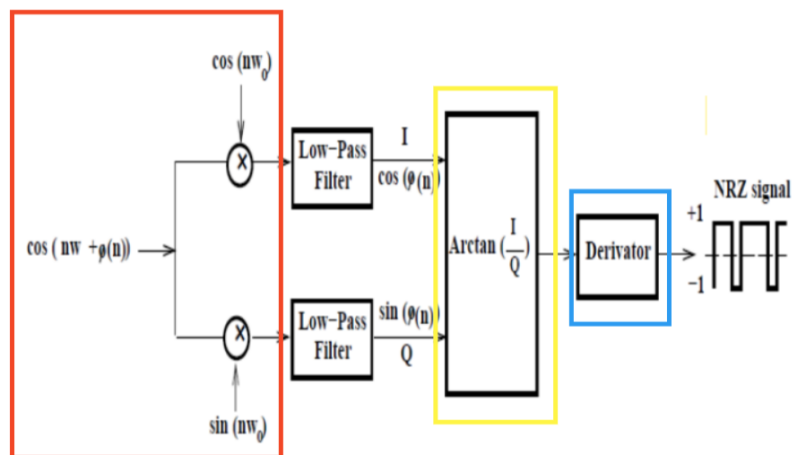 cos (nw₀)
X
Low-Pass
Filter
I
cos (φ(n)
cos ( nw +φ(n))
X
sin (nw₀)
Low-Pass
Filter
sin (φ(n)
Q
Arctan (I/Q)
Derivator
NRZ signal
+1
−1